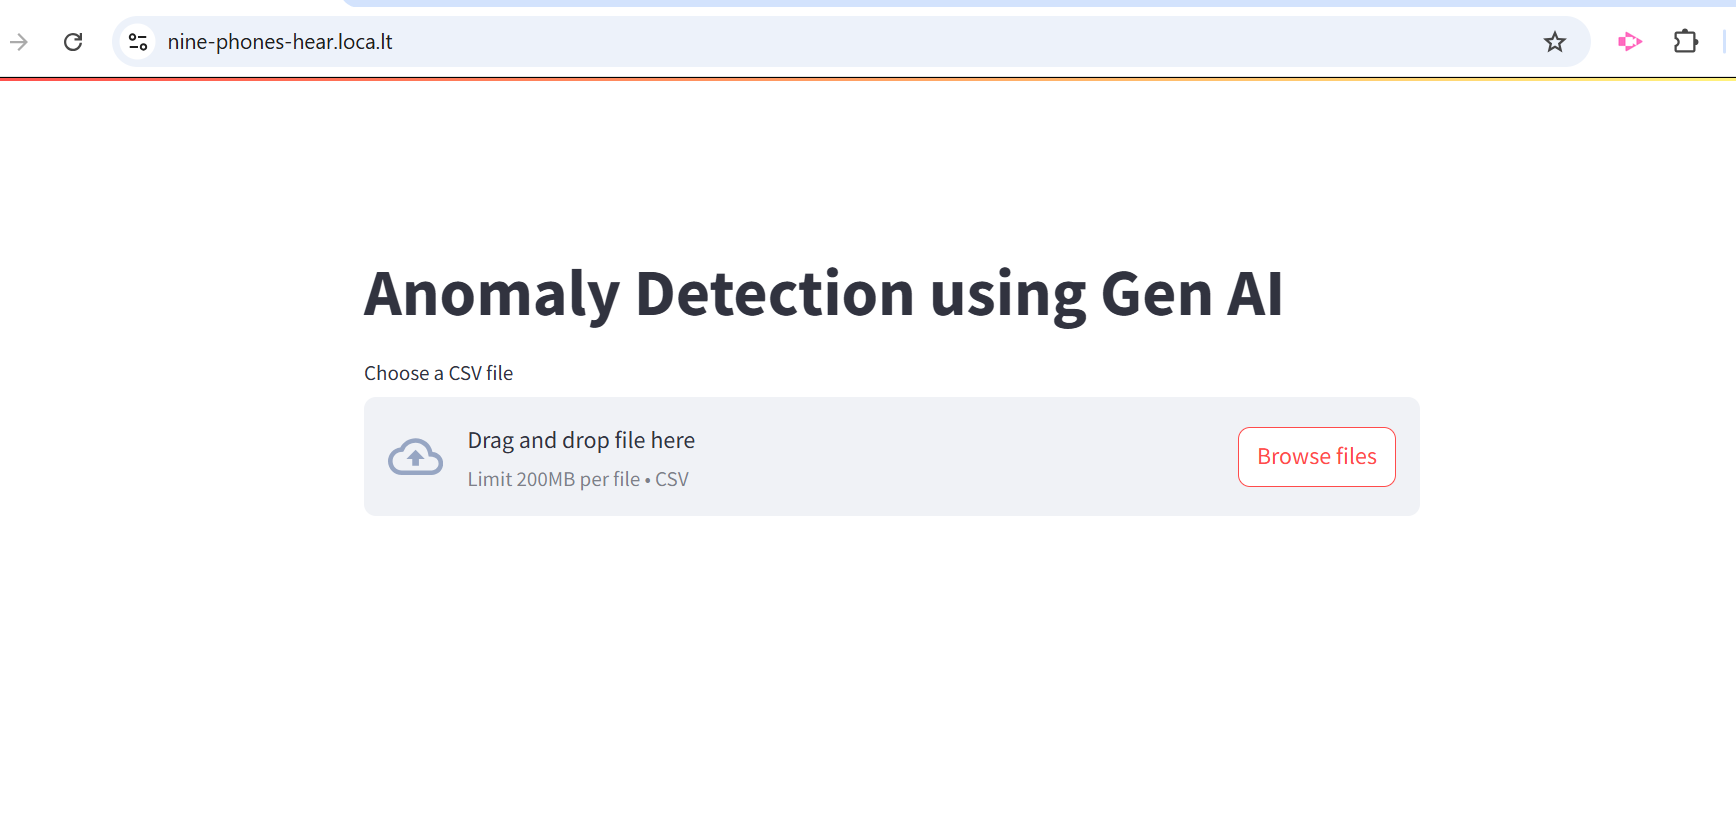 nine-phones-hear.loca.lt
Anomaly Detection using Gen AI
Choose a CSV file
Drag and drop file here
Limit 200MB per file • CSV
Browse files